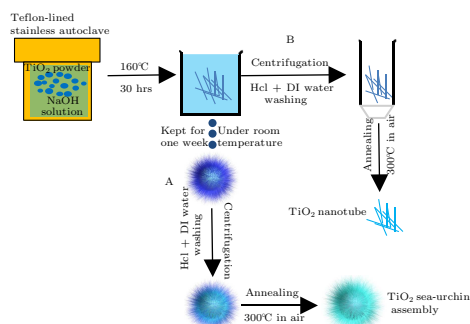 Teflon-lined
stainless autoclave
TiO2 powder
NaOH
solution
160℃
30 hrs
B
Centrifugation
Hcl + DI water
washing
Annealing
300℃ in air
TiO2 nanotube
Kept for
one week
Under room
temperature
A
Hcl + DI water
washing
Centrifugation
Annealing
300℃ in air
TiO2 sea-urchin
assembly